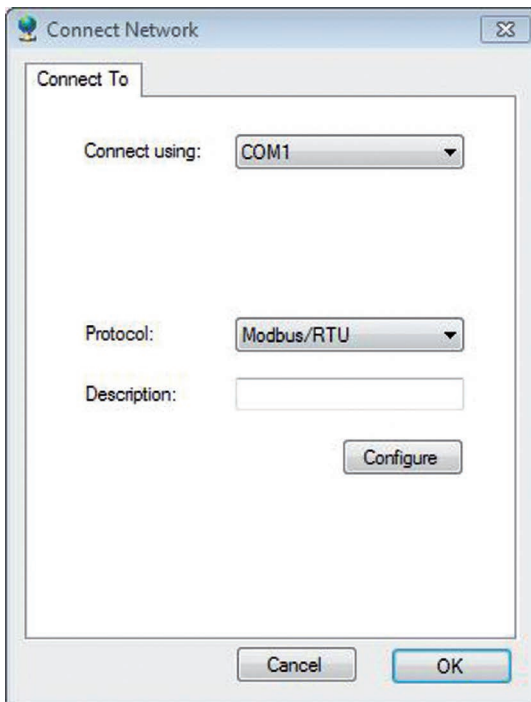 Connect Network
Connect To
Connect using: COM1
Protocol: Modbus/RTU
Description:
Configure
Cancel OK